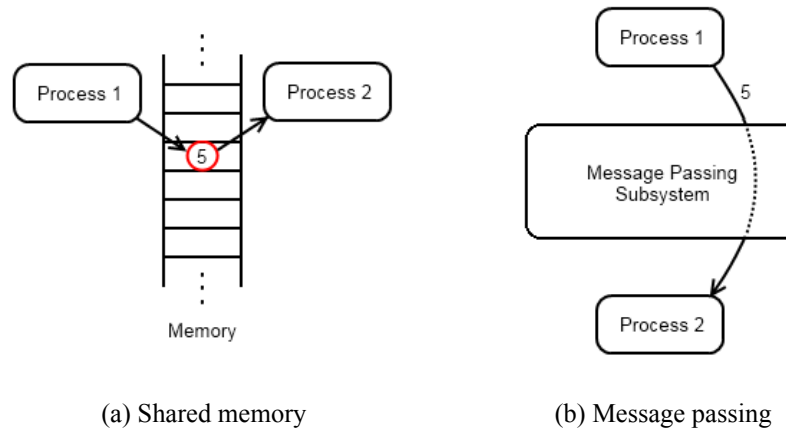 Process 1
Process 2
5
Memory
(a) Shared memory
Process 1
5
Message Passing
Subsystem
Process 2
(b) Message passing